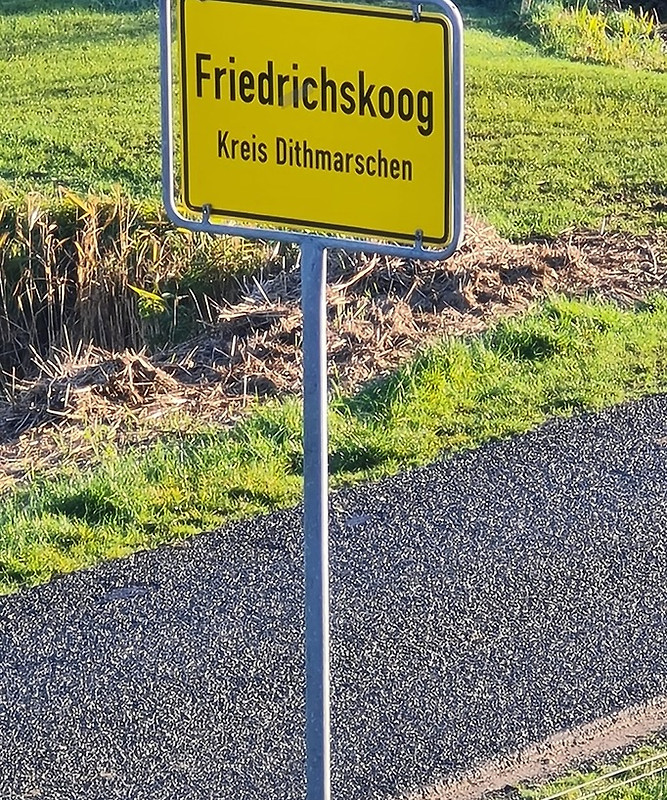 Friedrichskoog
Kreis Dithmarschen